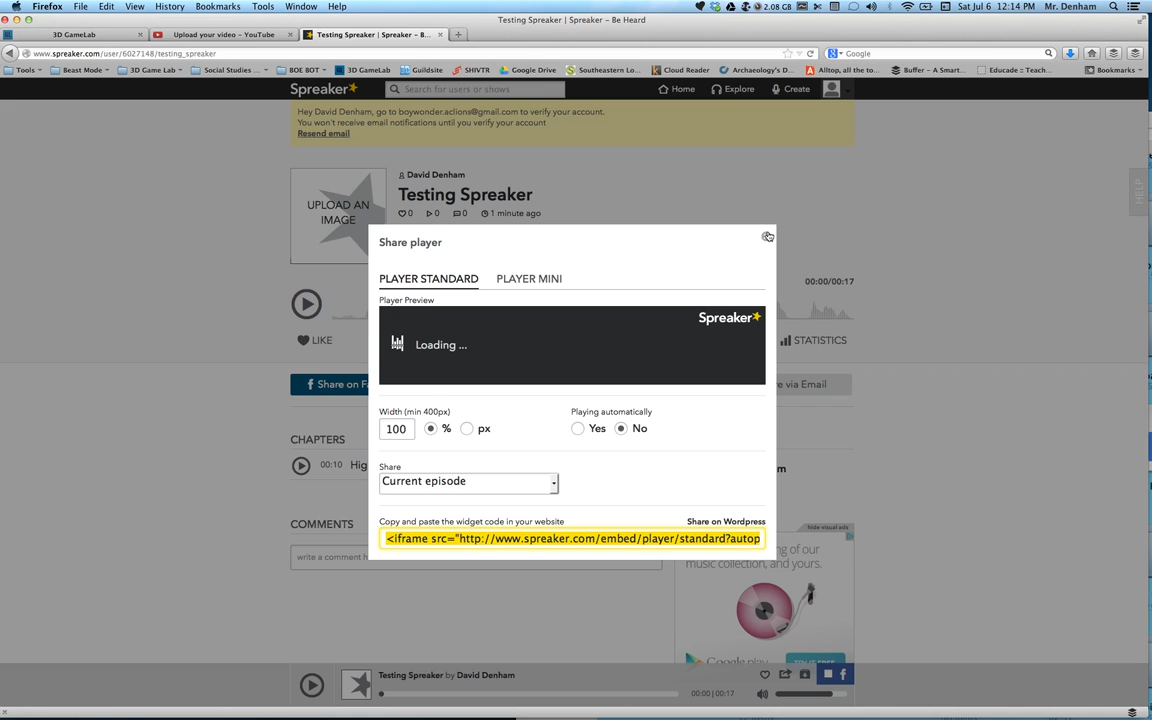 Firefox File Edit View History Bookmarks Tools Window Help 2.08 GB Sat Jul 6 12:14 PM Mr. Denham
Testing Spreaker | Spreaker – Be Heard
3D GameLab Upload your video – YouTube Testing Spreaker | Spreaker – B...
www.spreaker.com/user/6027148/testing_spreaker Google
Tools Beast Mode 3D Game Lab Social Studies ... BOE BOT 3D GameLab Guildsite SHIVTR Google Drive Southeastern Lo... Cloud Reader Archaeology's D... Alltop, all the to... Buffer – A Smart... Educade :: Teach... Bookmarks
Spreaker Search for users or shows Home Explore Create
Hey David Denham, go to boywonder.aclions@gmail.com to verify your account.
You won't receive email notifications until you verify your account
Resend email
David Denham
Testing Spreaker
UPLOAD AN
IMAGE
0 0 0 1 minute ago
HELP
Share player
00:00/00:17
PLAYER STANDARD PLAYER MINI
Player Preview
Spreaker
Loading ...
LIKE STATISTICS
f Share on Fa e via Email
Width (min 400px) Playing automatically
100 % px Yes No
CHAPTERS
00:10 Hig
m
Share
Current episode
COMMENTS
Copy and paste the widget code in your website Share on Wordpress
<iframe src="http://www.spreaker.com/embed/player/standard?autop
hide visual ads
write a comment h
ng of our
music collection, and yours.
Google play TRY IT FREE
Testing Spreaker by David Denham
00:00 | 00:17